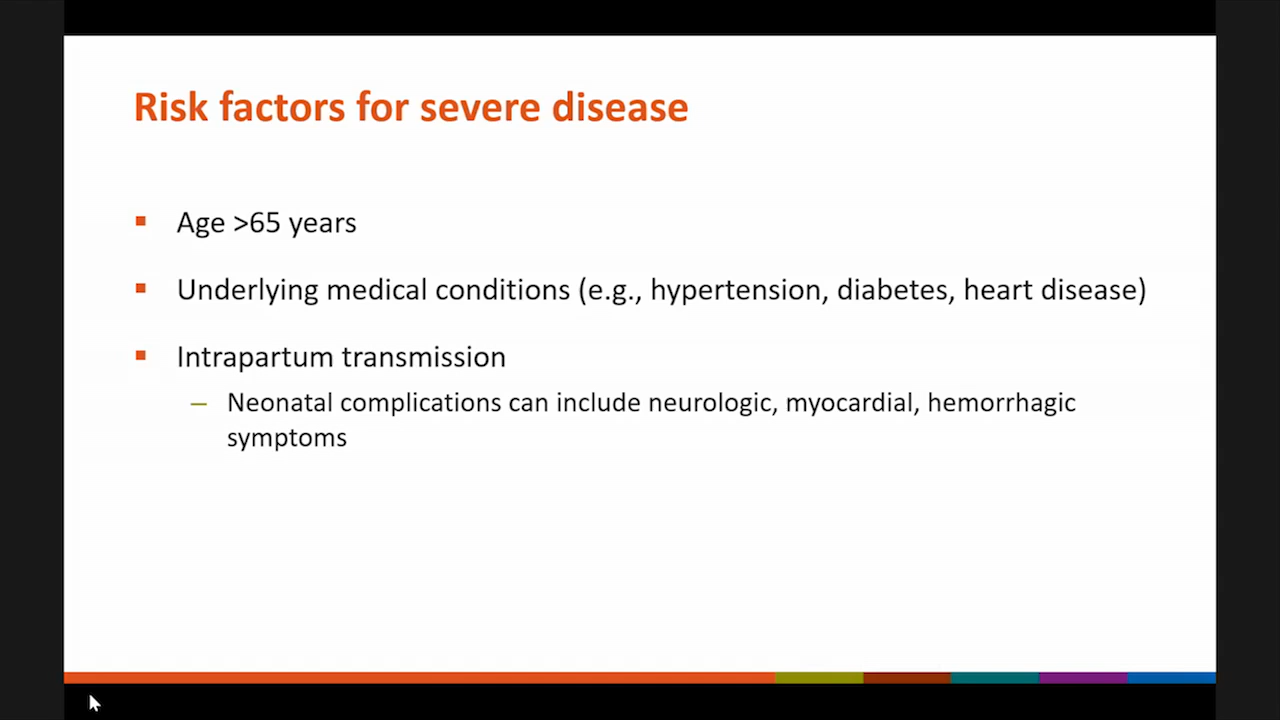 Risk factors for severe disease
▪ Age >65 years
▪ Underlying medical conditions (e.g., hypertension, diabetes, heart disease)
▪ Intrapartum transmission
– Neonatal complications can include neurologic, myocardial, hemorrhagic
symptoms